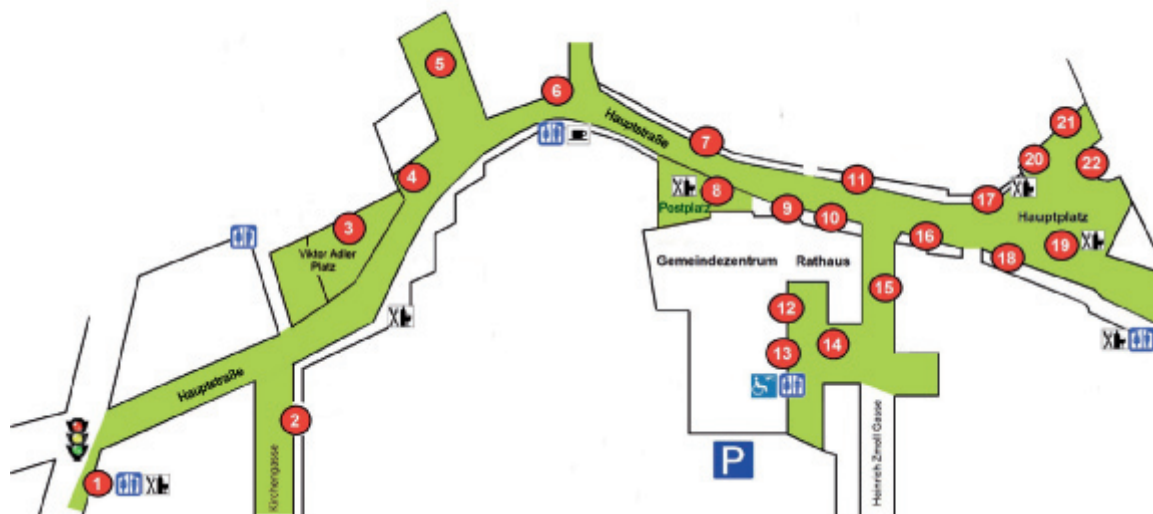 5
6
Hauptstraße
7
21
20
22
4
11
8
17
Postplatz
9
10
Hauptplatz
3
16
19
Viktor Adler
Platz
Gemeindezentrum
Rathaus
18
15
12
14
13
Hauptstraße
2
Kirchengasse
Heinrich Zmoll Gasse
P
1